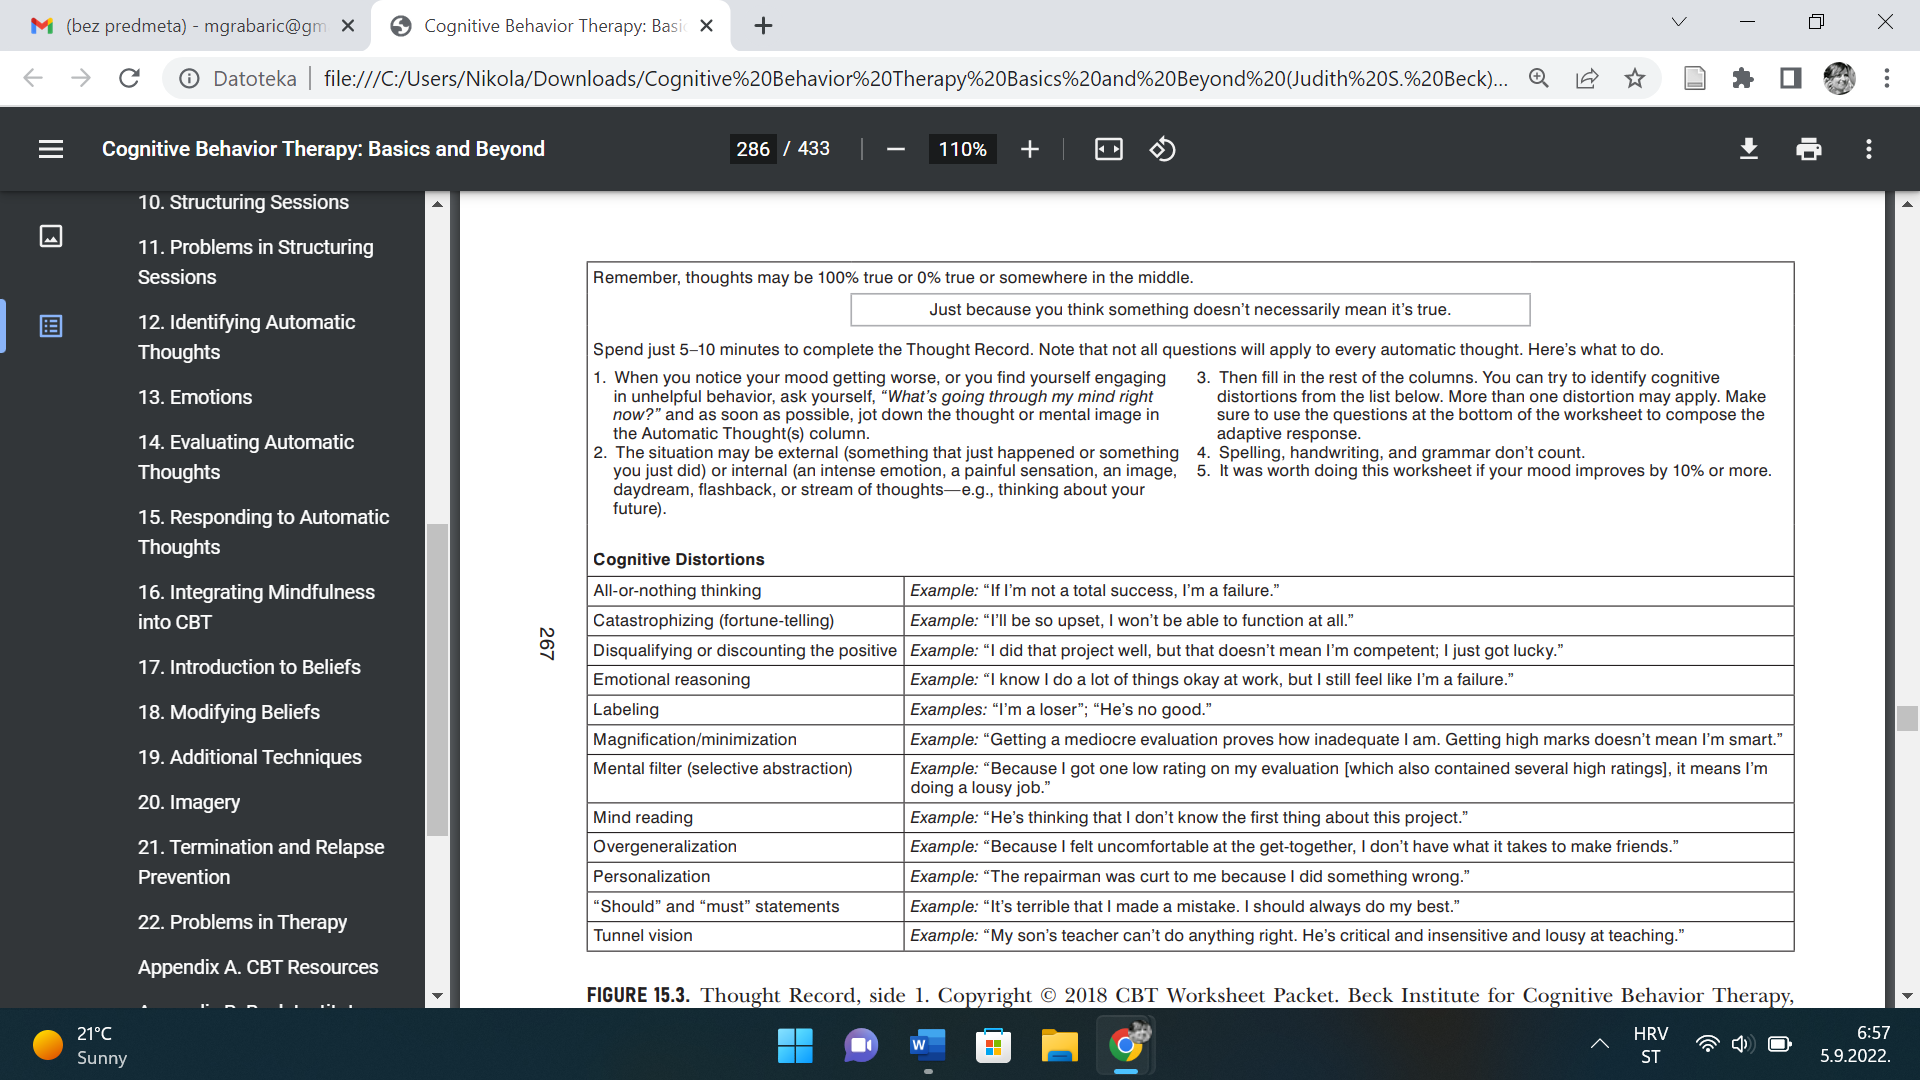 (bez predmeta) - mgrabaric@gm
Cognitive Behavior Therapy: Basi
Datoteka
file:///C:/Users/Nikola/Downloads/Cognitive%20Behavior%20Therapy%20Basics%20and%20Beyond%20(Judith%20S.%20Beck)...
Cognitive Behavior Therapy: Basics and Beyond
286 / 433
110%
10. Structuring Sessions
11. Problems in Structuring
Sessions
12. Identifying Automatic
Thoughts
13. Emotions
14. Evaluating Automatic
Thoughts
15. Responding to Automatic
Thoughts
16. Integrating Mindfulness
into CBT
17. Introduction to Beliefs
18. Modifying Beliefs
19. Additional Techniques
20. Imagery
21. Termination and Relapse
Prevention
22. Problems in Therapy
Appendix A. CBT Resources
267
Remember, thoughts may be 100% true or 0% true or somewhere in the middle.
Just because you think something doesn’t necessarily mean it’s true.
Spend just 5–10 minutes to complete the Thought Record. Note that not all questions will apply to every automatic thought. Here’s what to do.
1. When you notice your mood getting worse, or you find yourself engaging
in unhelpful behavior, ask yourself, “What’s going through my mind right
now?” and as soon as possible, jot down the thought or mental image in
the Automatic Thought(s) column.
2. The situation may be external (something that just happened or something
you just did) or internal (an intense emotion, a painful sensation, an image,
daydream, flashback, or stream of thoughts—e.g., thinking about your
future).
3. Then fill in the rest of the columns. You can try to identify cognitive
distortions from the list below. More than one distortion may apply. Make
sure to use the questions at the bottom of the worksheet to compose the
adaptive response.
4. Spelling, handwriting, and grammar don’t count.
5. It was worth doing this worksheet if your mood improves by 10% or more.
Cognitive Distortions
All-or-nothing thinking Example: “If I’m not a total success, I’m a failure.”
Catastrophizing (fortune-telling) Example: “I’ll be so upset, I won’t be able to function at all.”
Disqualifying or discounting the positive Example: “I did that project well, but that doesn’t mean I’m competent; I just got lucky.”
Emotional reasoning Example: “I know I do a lot of things okay at work, but I still feel like I’m a failure.”
Labeling Examples: “I’m a loser”; “He’s no good.”
Magnification/minimization Example: “Getting a mediocre evaluation proves how inadequate I am. Getting high marks doesn’t mean I’m smart.”
Mental filter (selective abstraction) Example: “Because I got one low rating on my evaluation [which also contained several high ratings], it means I’m
doing a lousy job.”
Mind reading Example: “He’s thinking that I don’t know the first thing about this project.”
Overgeneralization Example: “Because I felt uncomfortable at the get-together, I don’t have what it takes to make friends.”
Personalization Example: “The repairman was curt to me because I did something wrong.”
“Should” and “must” statements Example: “It’s terrible that I made a mistake. I should always do my best.”
Tunnel vision Example: “My son’s teacher can’t do anything right. He’s critical and insensitive and lousy at teaching.”
FIGURE 15.3. Thought Record, side 1. Copyright © 2018 CBT Worksheet Packet. Beck Institute for Cognitive Behavior Therapy,
21°C
Sunny
W
HRV
ST
6:57
5.9.2022.